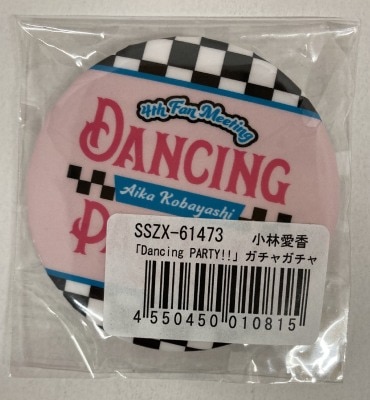 4th Fan Meeting
DANCING
Aika Kobayashi
SSZX-61473 小林愛香
「Dancing PARTY!!」ガチャガチャ
4 550450 010815